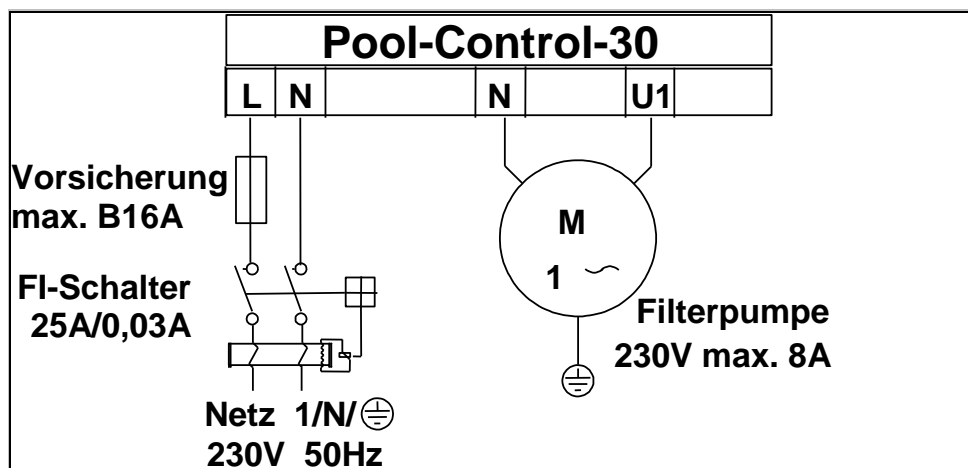 Pool-Control-30
L N N U1
Vorsicherung
max. B16A
M
1
FI-Schalter
25A/0,03A
Filterpumpe
230V max. 8A
Netz 1/N/
230V 50Hz